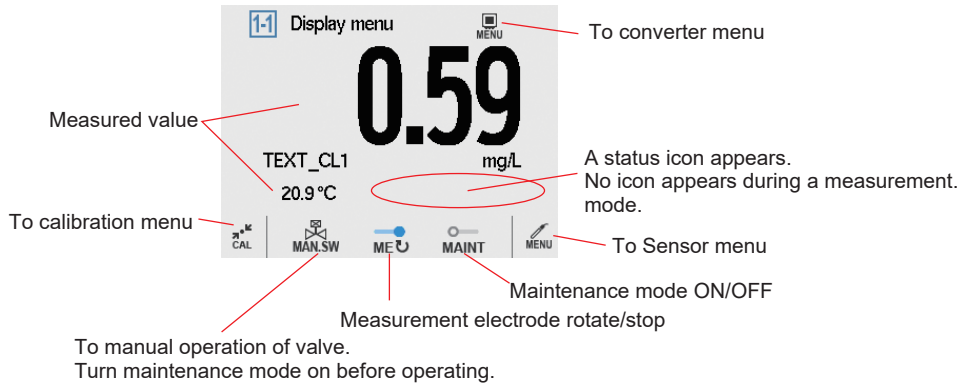 1-1 Display menu
MENU
To converter menu
0.59
Measured value
TEXT_CL1 mg/L
A status icon appears.
No icon appears during a measurement.
mode.
20.9 °C
To calibration menu
CAL MAN.SW ME MAINT MENU
To Sensor menu
Maintenance mode ON/OFF
Measurement electrode rotate/stop
To manual operation of valve.
Turn maintenance mode on before operating.